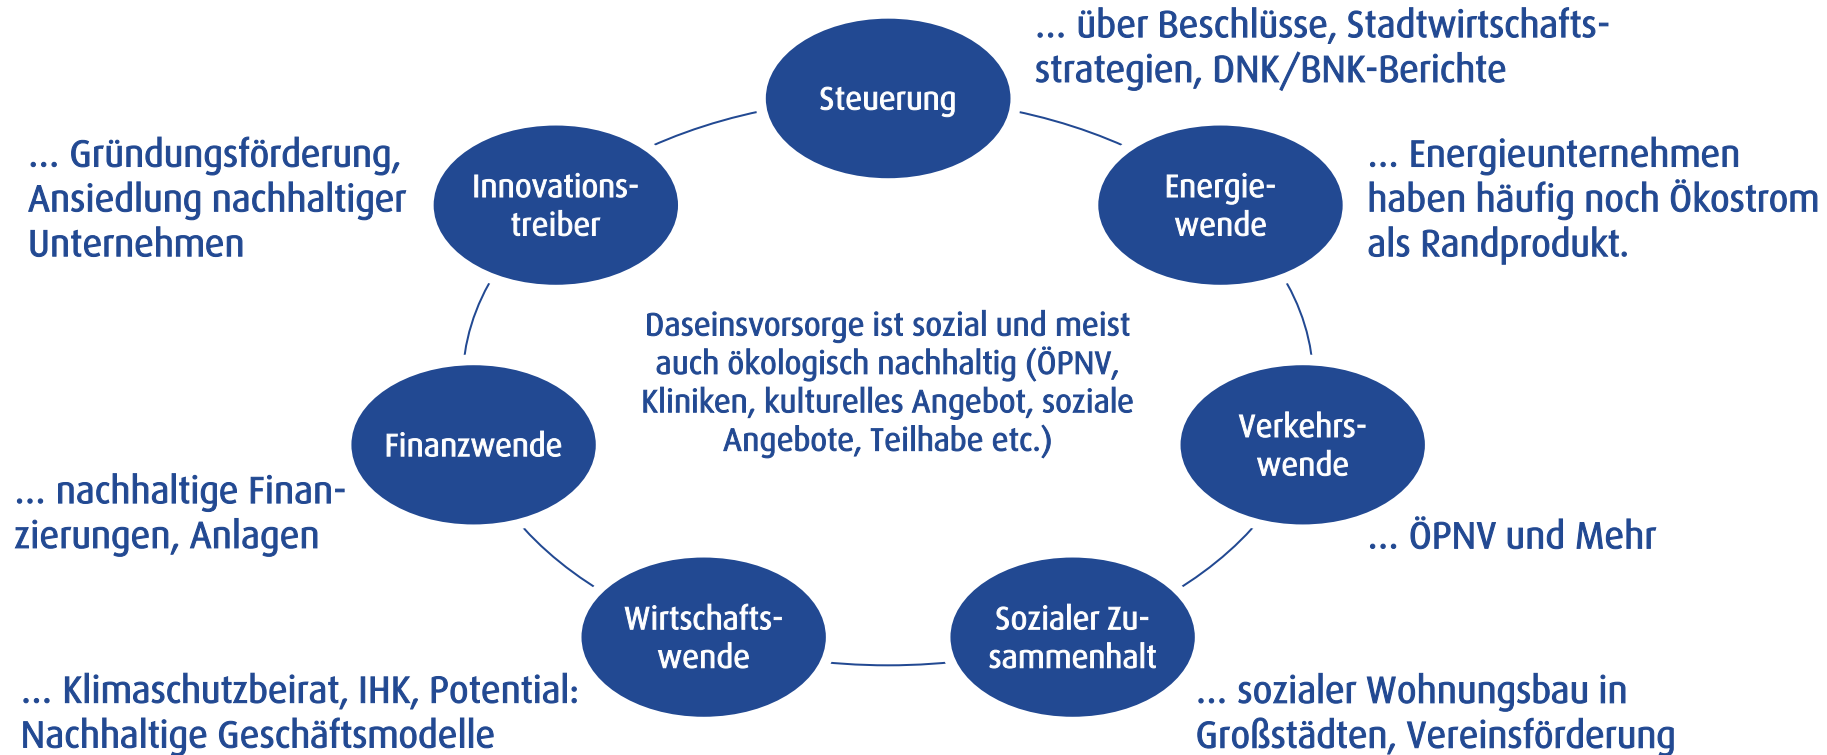 Steuerung
... über Beschlüsse, Stadtwirtschafts-
strategien, DNK/BNK-Berichte
Energie-
wende
... Energieunternehmen
haben häufig noch Ökostrom
als Randprodukt.
Verkehrs-
wende
... ÖPNV und Mehr
Sozialer Zu-
sammenhalt
... sozialer Wohnungsbau in
Großstädten, Vereinsförderung
Wirtschafts-
wende
... Klimaschutzbeirat, IHK, Potential:
Nachhaltige Geschäftsmodelle
Finanzwende
... nachhaltige Finan-
zierungen, Anlagen
Innovations-
treiber
... Gründungsförderung,
Ansiedlung nachhaltiger
Unternehmen
Daseinsvorsorge ist sozial und meist
auch ökologisch nachhaltig (ÖPNV,
Kliniken, kulturelles Angebot, soziale
Angebote, Teilhabe etc.)